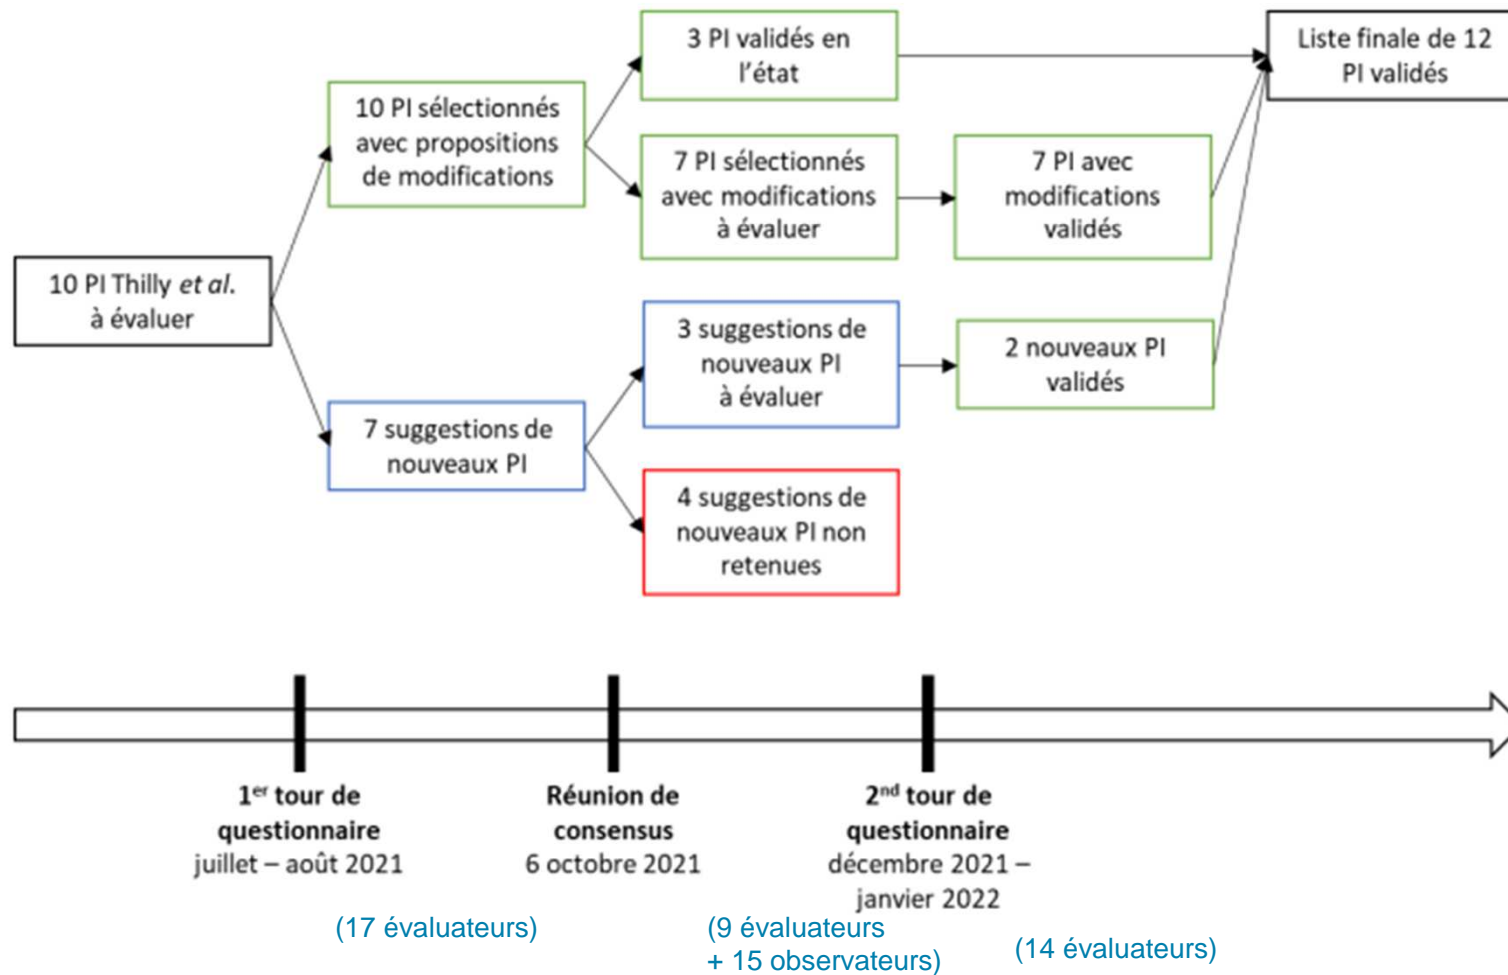 10 PI Thilly et al.
à évaluer
10 PI sélectionnés
avec propositions
de modifications
7 suggestions de
nouveaux PI
3 PI validés en
l'état
7 PI sélectionnés
avec modifications
à évaluer
3 suggestions de
nouveaux PI
à évaluer
4 suggestions de
nouveaux PI non
retenues
7 PI avec
modifications
validés
2 nouveaux PI
validés
Liste finale de 12
PI validés
1er tour de
questionnaire
juillet – août 2021
(17 évaluateurs)
Réunion de
consensus
6 octobre 2021
(9 évaluateurs
+ 15 observateurs)
2nd tour de
questionnaire
décembre 2021 –
janvier 2022
(14 évaluateurs)